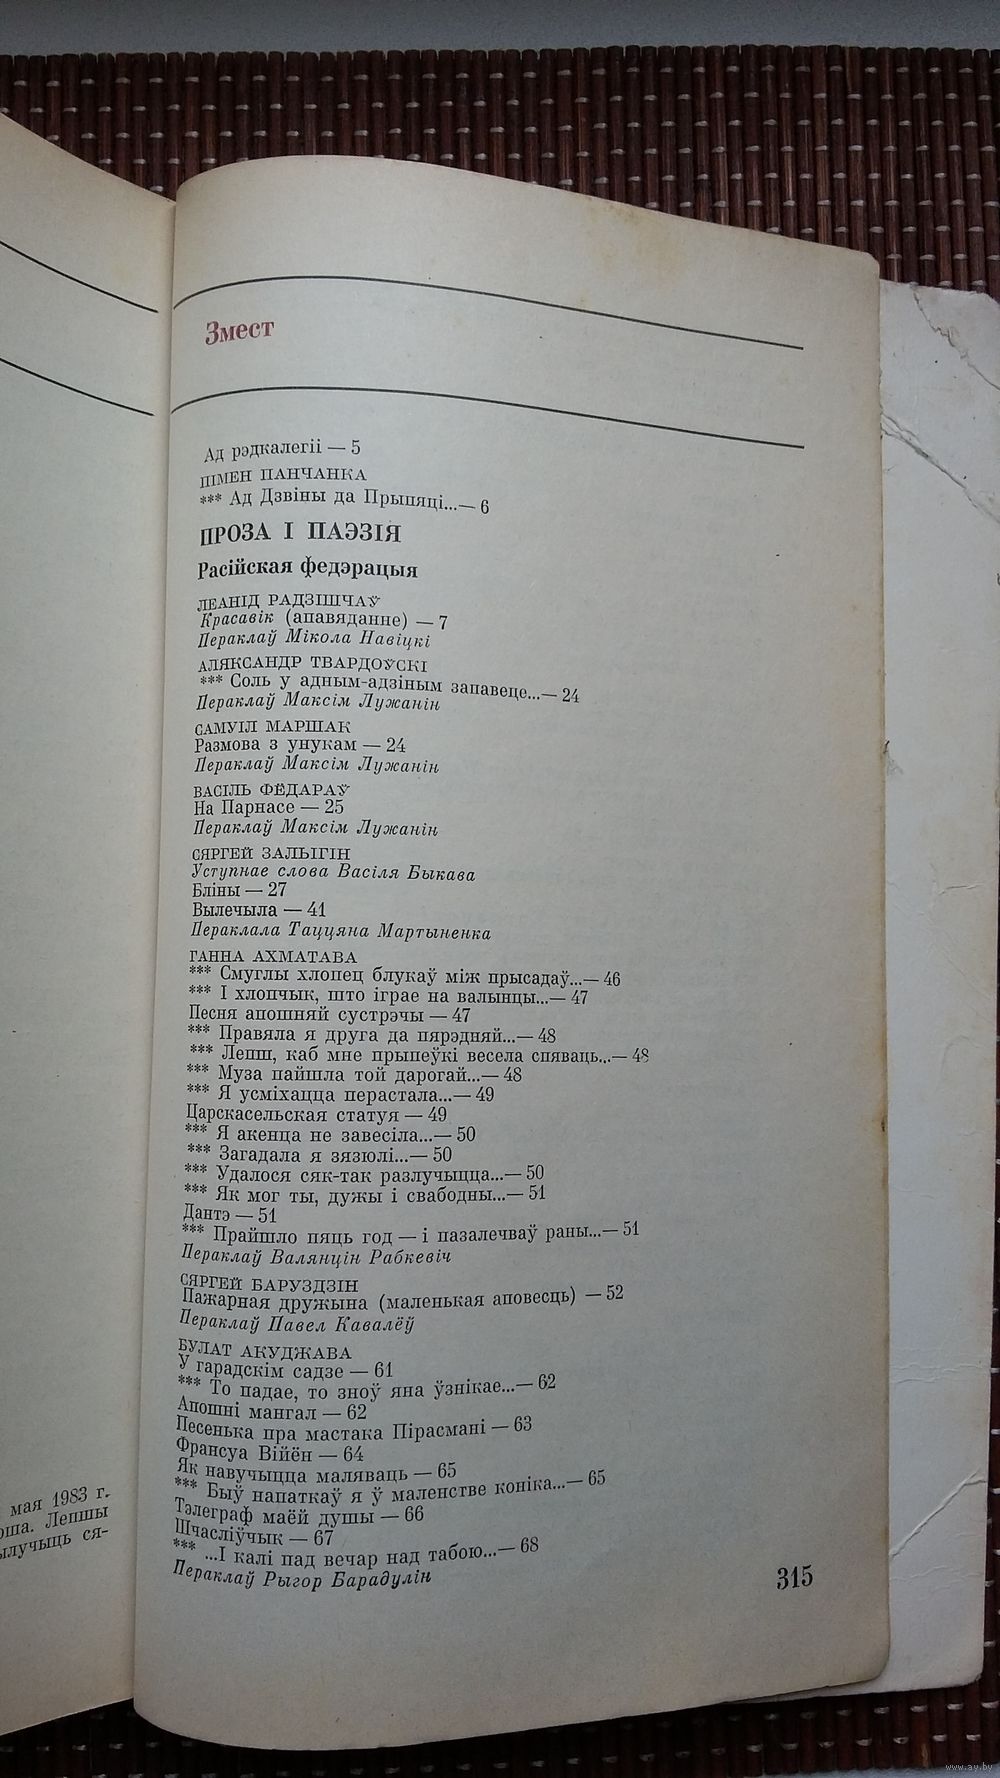 Змест
Ад рэдкалегіі — 5
ПІМЕН ПАНЧАНКА
*** Ад Дзвіны да Прыпяці...— 6
ПРОЗА І ПАЭЗІЯ
Расійская федэрацыя
ЛЕАНІД РАДЗІШЧАЎ
Красавік (апавяданне) — 7
Пераклаў Мікола Навіцкі
АЛЯКСАНДР ТВАРДОЎСКІ
*** Соль у адным-адзіным запавеце...— 24
Пераклаў Максім Лужанін
САМУІЛ МАРШАК
Размова з унукам — 24
Пераклаў Максім Лужанін
ВАСІЛЬ ФЁДАРАЎ
На Парнасе — 25
Пераклаў Максім Лужанін
СЯРГЕЙ ЗАЛЫГІН
Уступнае слова Васіля Быкава
Бліны — 27
Вылечыла — 41
Пераклала Таццяна Мартыненка
ГАННА АХМАТАВА
*** Смуглы хлопец блукаў між прысадаў...— 46
*** І хлопчык, што іграе на валынцы...— 47
Песня апошняй сустрэчы — 47
*** Правяла я друга да пярэдняй...— 48
*** Лепш, каб мне прыпеўкі весела спяваць...— 48
*** Муза пайшла той дарогай...— 48
*** Я усміхацца перастала...— 49
Царскасельская статуя — 49
*** Я акенца не завесіла...— 50
*** Загадала я зязюлі...— 50
*** Удалося сяк-так разлучыцца...— 50
*** Як мог ты, дужы і свабодны...— 51
Дантэ — 51
*** Прайшло пяць год — і пазалечваў раны...— 51
Пераклаў Валянцін Рабкевіч
СЯРГЕЙ БАРУЗДЗІН
Пажарная дружына (маленькая аповесць) — 52
Пераклаў Павел Кавалёў
БУЛАТ АКУДЖАВА
У гарадскім садзе — 61
*** То падае, то зноў яна ўзнікае...— 62
Апошні мангал — 62
Песенька пра мастака Пірасмані — 63
Франсуа Війён — 64
Як навучыцца маляваць — 65
*** Быў напаткаў я ў маленстве коніка...— 65
Тэлеграф маёй душы — 66
Шчасліўчык — 67
*** ...І калі пад вечар над табою...— 68
Пераклаў Рыгор Барадулін
315
мая 1983 г.
рша. Лепшы
ылучыць ся-
www.ay.by